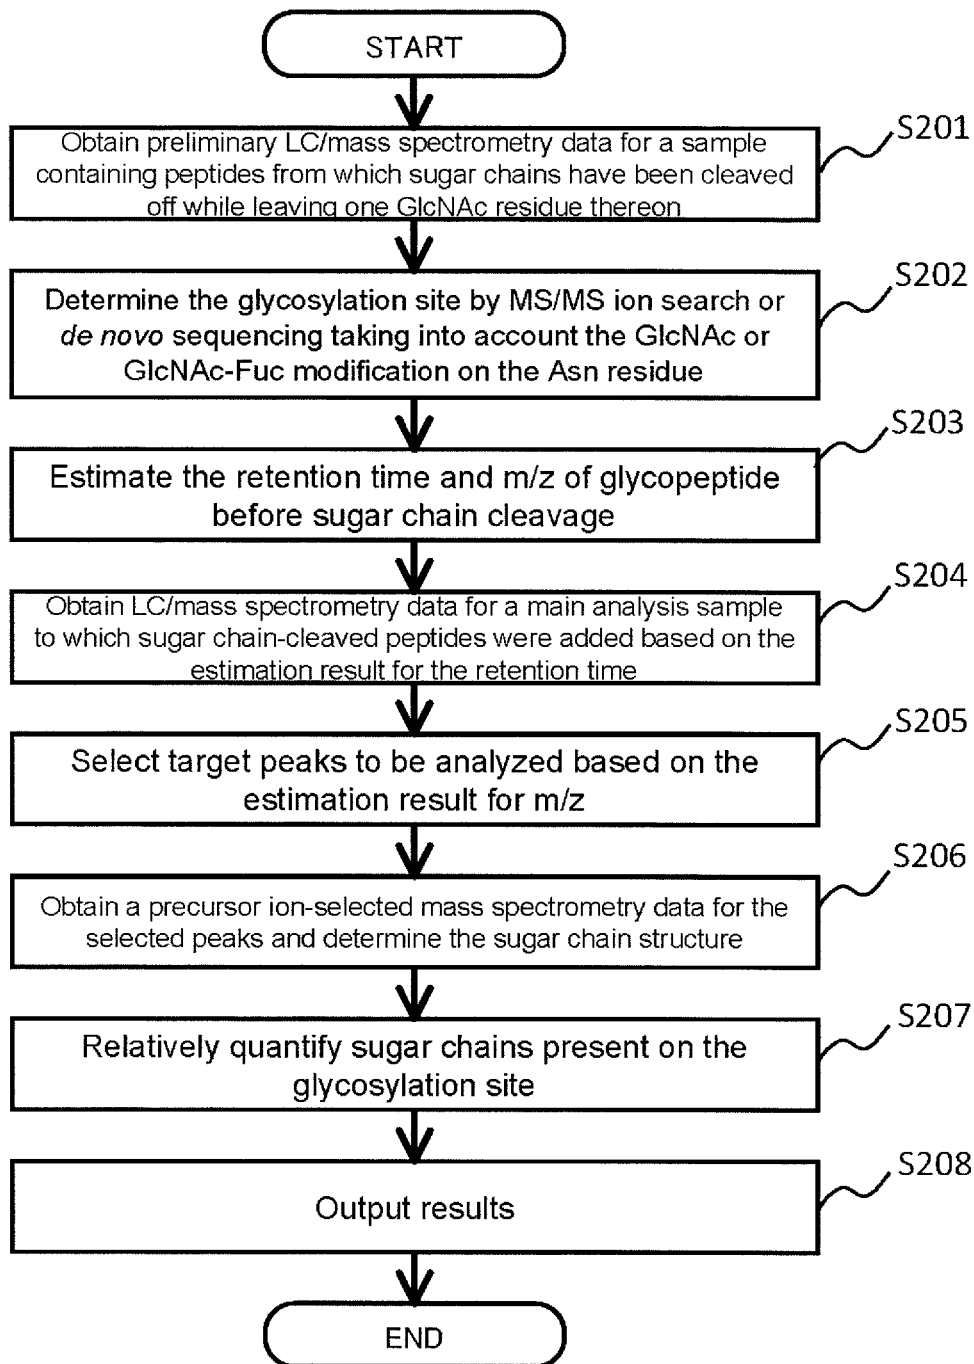 START
S201
Obtain preliminary LC/mass spectrometry data for a sample
containing peptides from which sugar chains have been cleaved
off while leaving one GlcNAc residue thereon
S202
Determine the glycosylation site by MS/MS ion search or
de novo sequencing taking into account the GlcNAc or
GlcNAc-Fuc modification on the Asn residue
S203
Estimate the retention time and m/z of glycopeptide
before sugar chain cleavage
S204
Obtain LC/mass spectrometry data for a main analysis sample
to which sugar chain-cleaved peptides were added based on the
estimation result for the retention time
S205
Select target peaks to be analyzed based on the
estimation result for m/z
S206
Obtain a precursor ion-selected mass spectrometry data for the
selected peaks and determine the sugar chain structure
S207
Relatively quantify sugar chains present on the
glycosylation site
S208
Output results
END